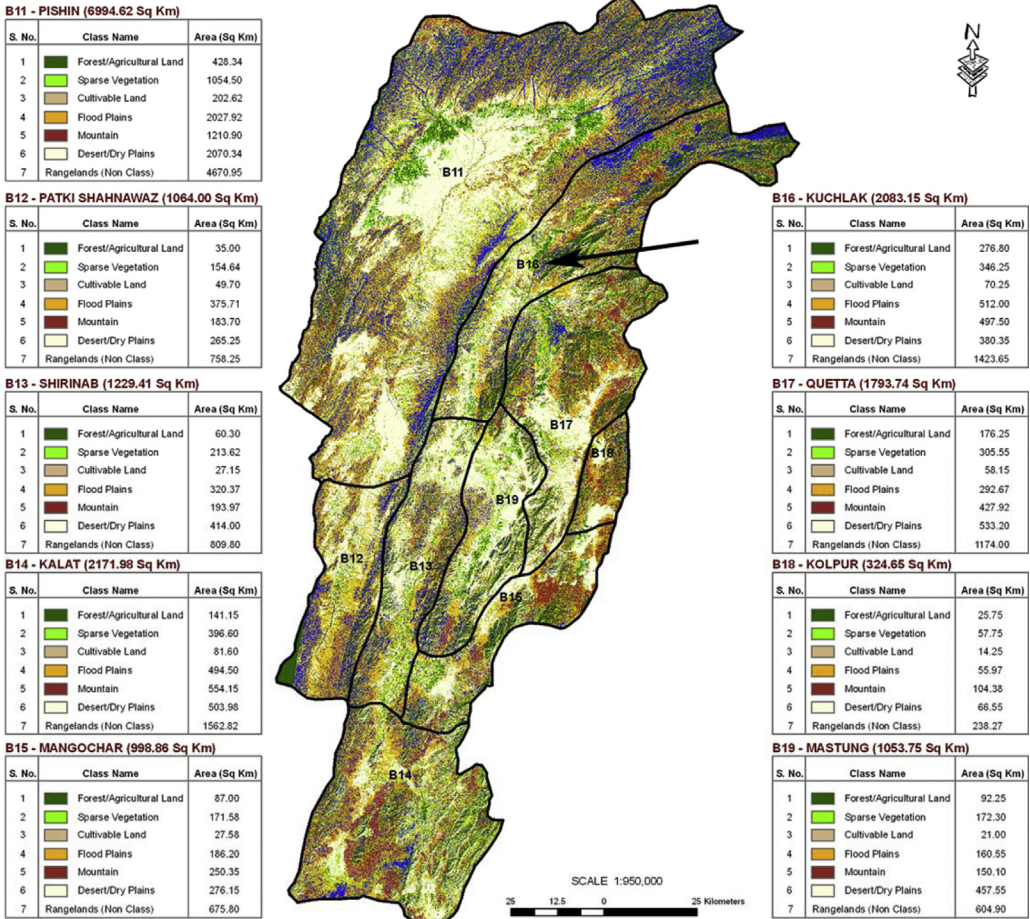 B11 - PISHIN (6994.62 Sq Km)
S. No. Class Name Area (Sq Km)
1 Forest/Agricultural Land 428.34
2 Sparse Vegetation 1054.50
3 Cultivable Land 202.62
4 Flood Plains 2027.92
5 Mountain 1210.90
6 Desert/Dry Plains 2070.34
7 Rangelands (Non Class) 4670.95
B12 - PATKI SHAHNAWAZ (1064.00 Sq Km)
S. No. Class Name Area (Sq Km)
1 Forest/Agricultural Land 35.00
2 Sparse Vegetation 154.64
3 Cultivable Land 49.70
4 Flood Plains 375.71
5 Mountain 183.70
6 Desert/Dry Plains 265.25
7 Rangelands (Non Class) 758.25
B13 - SHIRINAB (1229.41 Sq Km)
S. No. Class Name Area (Sq Km)
1 Forest/Agricultural Land 60.30
2 Sparse Vegetation 213.62
3 Cultivable Land 27.15
4 Flood Plains 320.37
5 Mountain 193.97
6 Desert/Dry Plains 414.00
7 Rangelands (Non Class) 809.80
B14 - KALAT (2171.98 Sq Km)
S. No. Class Name Area (Sq Km)
1 Forest/Agricultural Land 141.15
2 Sparse Vegetation 396.60
3 Cultivable Land 81.60
4 Flood Plains 494.50
5 Mountain 554.15
6 Desert/Dry Plains 503.98
7 Rangelands (Non Class) 1562.82
B15 - MANGOCHAR (998.86 Sq Km)
S. No. Class Name Area (Sq Km)
1 Forest/Agricultural Land 87.00
2 Sparse Vegetation 171.58
3 Cultivable Land 27.58
4 Flood Plains 186.20
5 Mountain 250.35
6 Desert/Dry Plains 276.15
7 Rangelands (Non Class) 675.80
N
B11
B16
B17
B18
B19
B12
B13
B15
B14
SCALE 1:950,000
25 12.5 0 25 Kilometers
B16 - KUCHLAK (2083.15 Sq Km)
S. No. Class Name Area (Sq Km)
1 Forest/Agricultural Land 276.80
2 Sparse Vegetation 346.25
3 Cultivable Land 70.25
4 Flood Plains 512.00
5 Mountain 497.50
6 Desert/Dry Plains 380.35
7 Rangelands (Non Class) 1423.65
B17 - QUETTA (1793.74 Sq Km)
S. No. Class Name Area (Sq Km)
1 Forest/Agricultural Land 176.25
2 Sparse Vegetation 305.55
3 Cultivable Land 58.15
4 Flood Plains 292.67
5 Mountain 427.92
6 Desert/Dry Plains 533.20
7 Rangelands (Non Class) 1174.00
B18 - KOLPUR (324.65 Sq Km)
S. No. Class Name Area (Sq Km)
1 Forest/Agricultural Land 25.75
2 Sparse Vegetation 57.75
3 Cultivable Land 14.25
4 Flood Plains 55.97
5 Mountain 104.38
6 Desert/Dry Plains 66.55
7 Rangelands (Non Class) 238.27
B19 - MASTUNG (1053.75 Sq Km)
S. No. Class Name Area (Sq Km)
1 Forest/Agricultural Land 92.25
2 Sparse Vegetation 172.30
3 Cultivable Land 21.00
4 Flood Plains 160.55
5 Mountain 150.10
6 Desert/Dry Plains 457.55
7 Rangelands (Non Class) 604.90